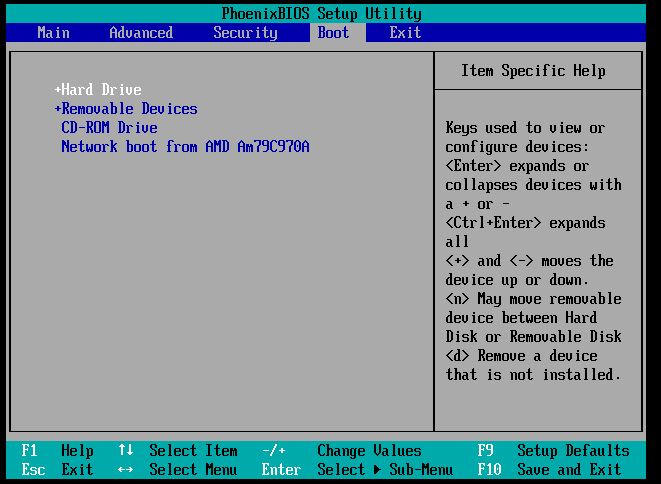 PhoenixBIOS Setup Utility
Main Advanced Security Boot Exit
+Hard Drive
+Removable Devices
CD-ROM Drive
Network boot from AMD Am79C970A
Item Specific Help
Keys used to view or
configure devices:
<Enter> expands or
collapses devices with
a + or -
<Ctrl+Enter> expands
all
<+> and <-> moves the
device up or down.
<n> May move removable
device between Hard
Disk or Removable Disk
<d> Remove a device
that is not installed.
F1 Help ↑↓ Select Item -/+ Change Values F9 Setup Defaults
Esc Exit ↔ Select Menu Enter Select ▶ Sub-Menu F10 Save and Exit